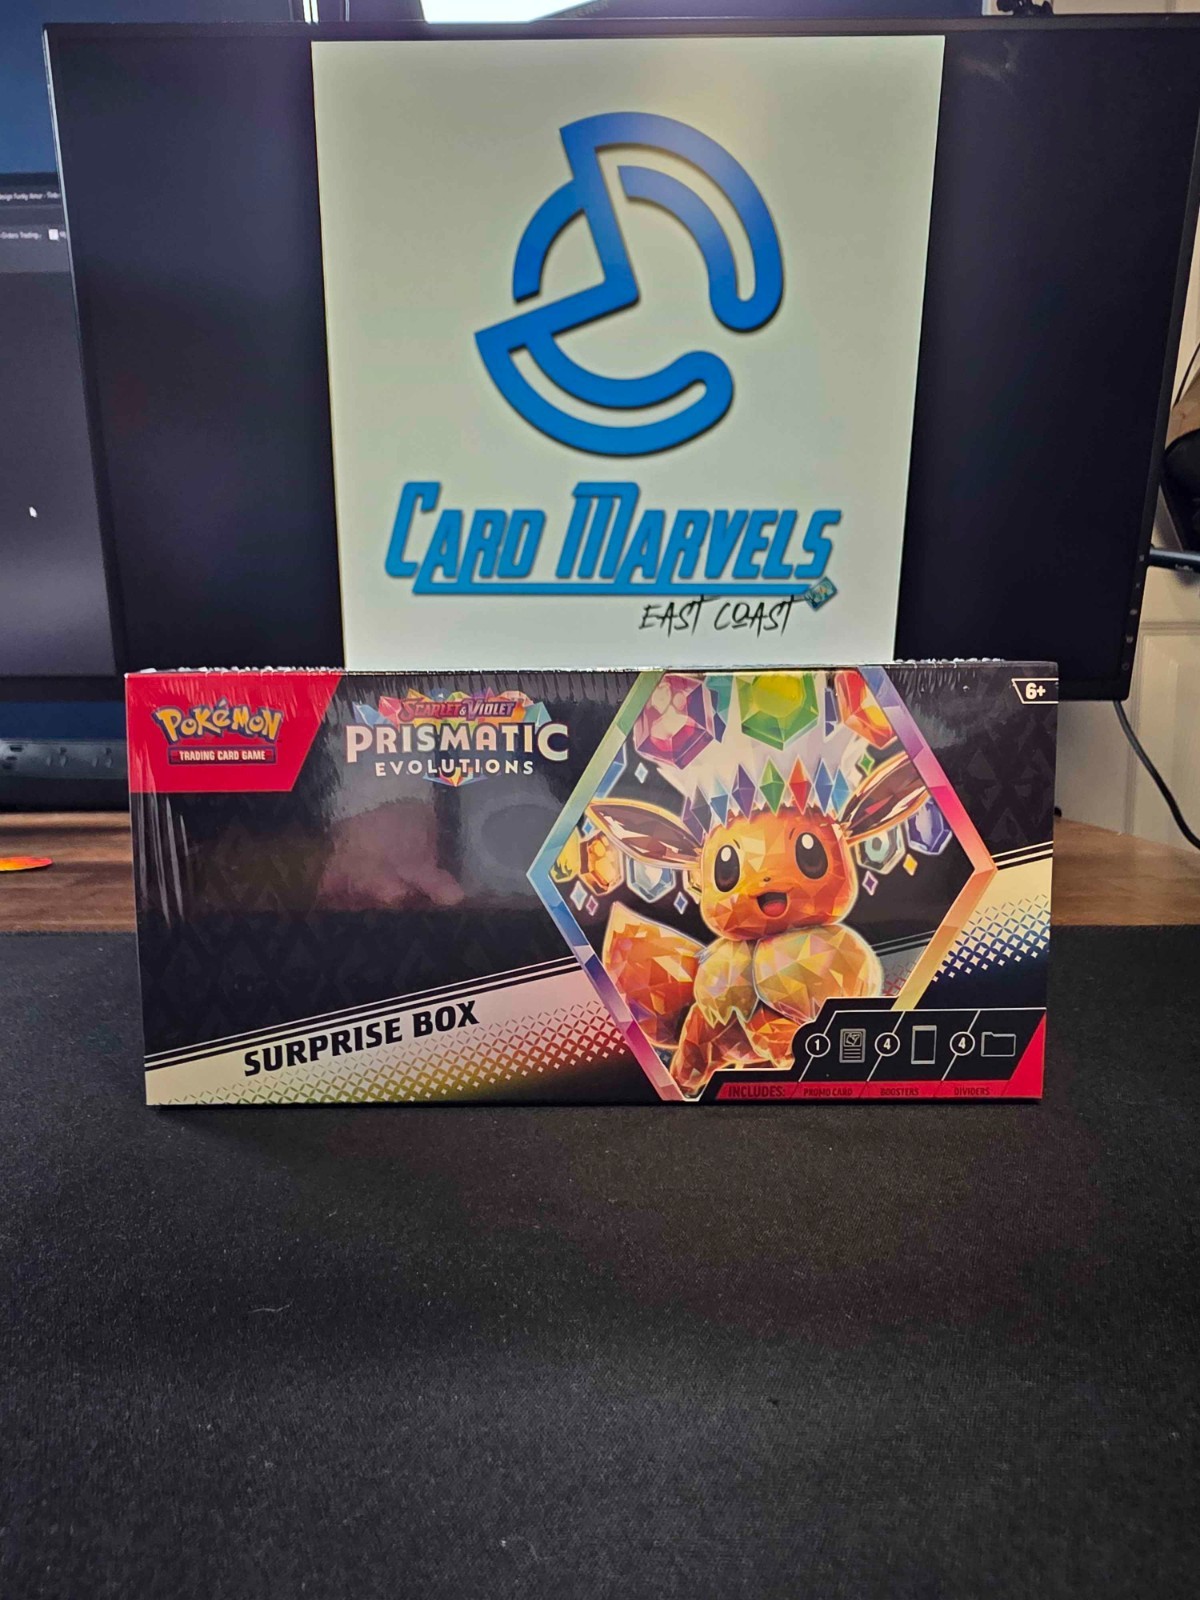 CARD MARVELS
EAST COAST
POKÉMON
TRADING CARD GAME
SCARLET & VIOLET
PRISMATIC
EVOLUTIONS
6+
SURPRISE BOX
1
4
4
INCLUDES: PROMO CARD BOOSTERS DIVIDERS